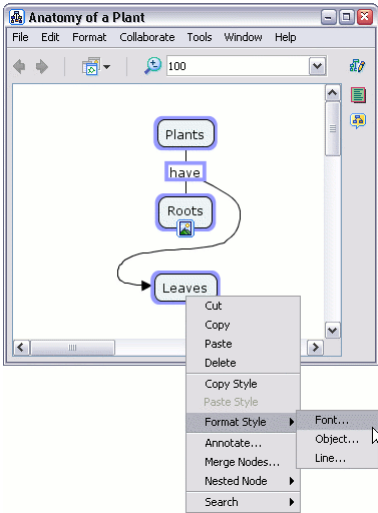 Anatomy of a Plant
File Edit Format Collaborate Tools Window Help
100
Plants
have
Roots
Leaves
Cut
Copy
Paste
Delete
Copy Style
Paste Style
Format Style
Font...
Object...
Line...
Annotate...
Merge Nodes...
Nested Node
Search